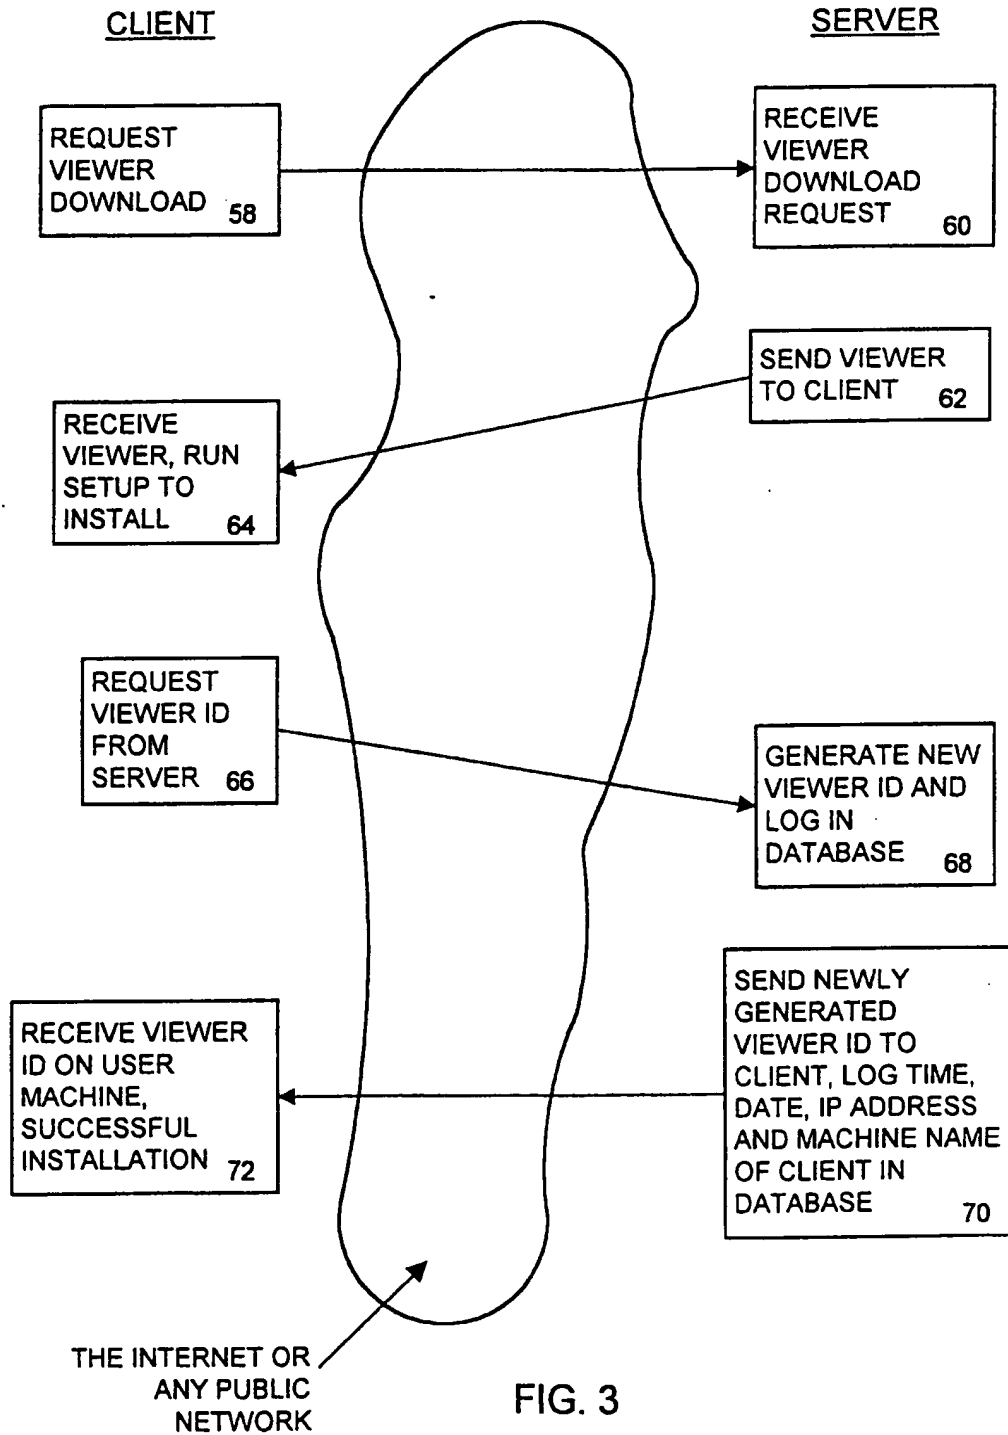 CLIENT
SERVER
REQUEST
VIEWER
DOWNLOAD
58
RECEIVE
VIEWER
DOWNLOAD
REQUEST
60
SEND VIEWER
TO CLIENT
62
RECEIVE
VIEWER, RUN
SETUP TO
INSTALL
64
REQUEST
VIEWER ID
FROM
SERVER
66
GENERATE NEW
VIEWER ID AND
LOG IN
DATABASE
68
SEND NEWLY
GENERATED
VIEWER ID TO
CLIENT, LOG TIME,
DATE, IP ADDRESS
AND MACHINE NAME
OF CLIENT IN
DATABASE
70
RECEIVE VIEWER
ID ON USER
MACHINE,
SUCCESSFUL
INSTALLATION
72
THE INTERNET OR
ANY PUBLIC
NETWORK
FIG. 3